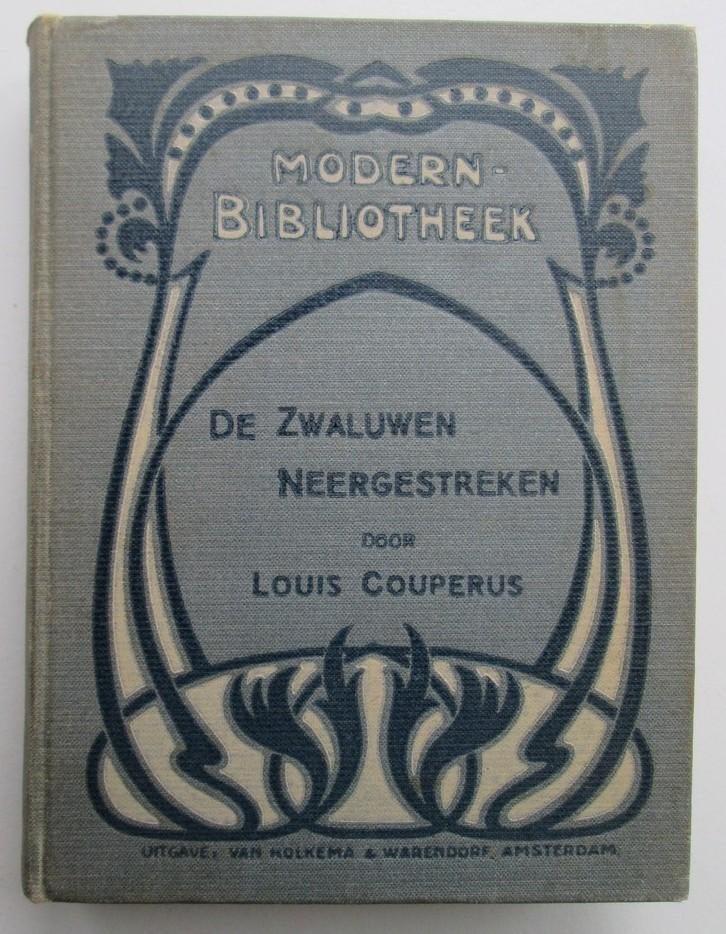 MODERN-
BIBLIOTHEEK
DE ZWALUWEN
NEERGESTREKEN
DOOR
LOUIS COUPERUS
UITGAVE: VAN HOLKEMA & WARENDORF, AMSTERDAM.